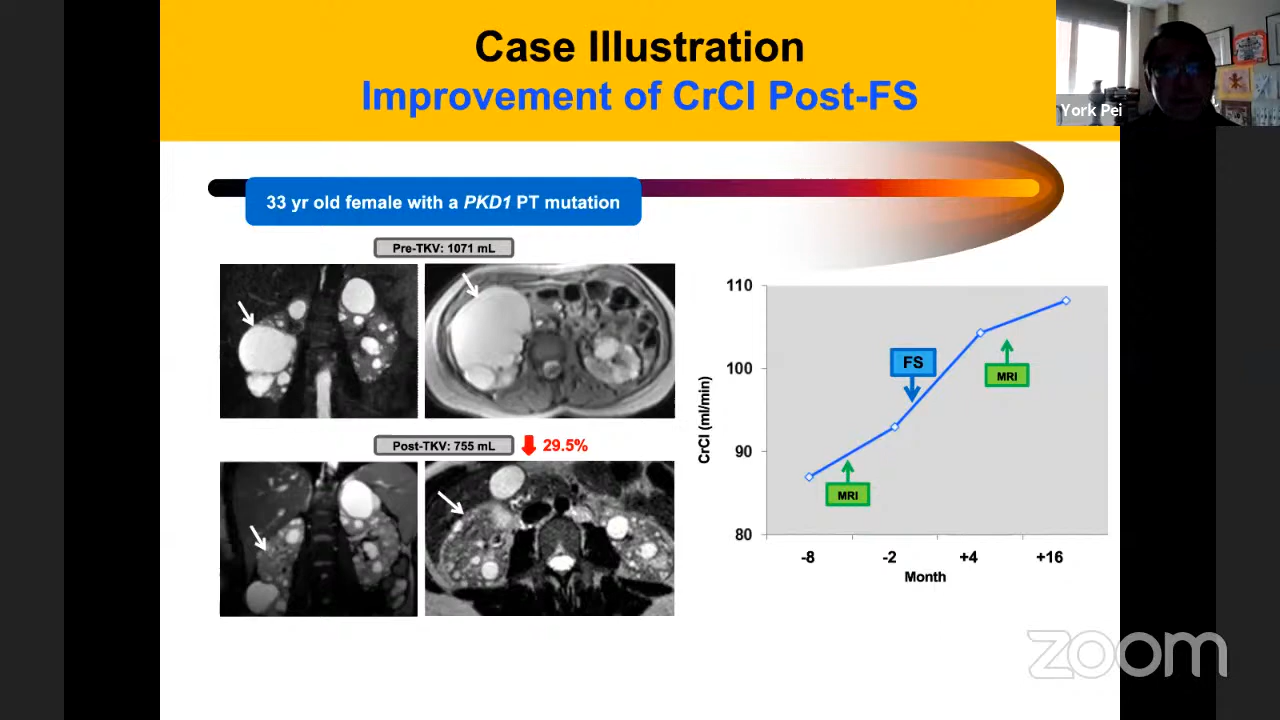 Case Illustration
Improvement of CrCl Post-FS
York Pei
33 yr old female with a PKD1 PT mutation
Pre-TKV: 1071 mL
Post-TKV: 755 mL
29.5%
110
100
90
80
CrCl (ml/min)
FS
MRI
MRI
-8
-2
+4
+16
Month
zoom